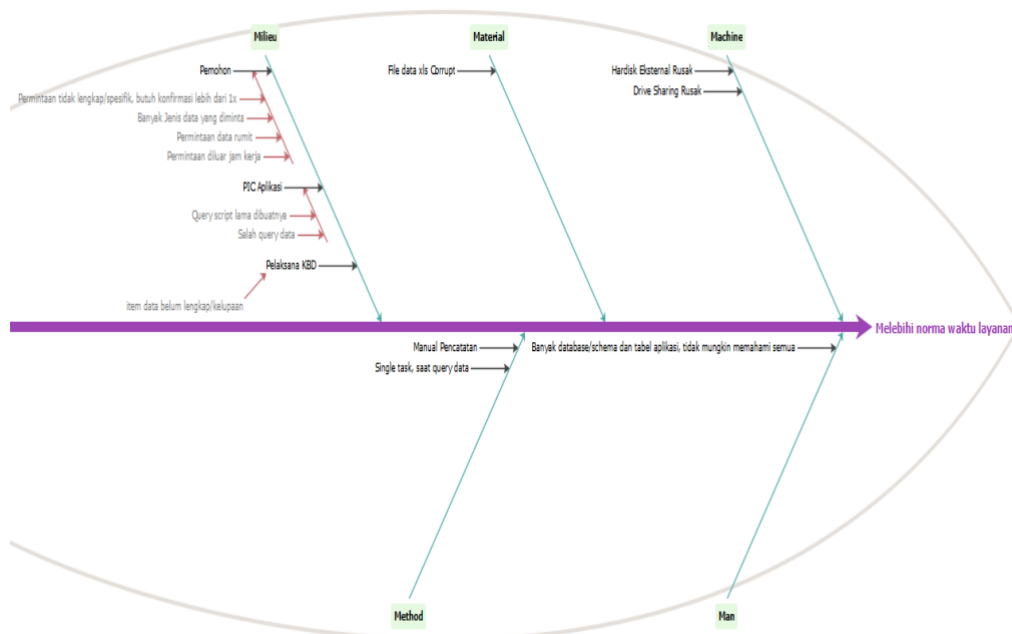 Milieu
Material
Machine
Pemohon
File data xls Corrupt
Hardisk Eksternal Rusak
Drive Sharing Rusak
Permintaan tidak lengkap/spesifik, butuh konfirmasi lebih dari 1x
Banyak Jenis data yang diminta
Permintaan data rumit
Permintaan diluar jam kerja
PIC Aplikasi
Query script lama dibuatnya
Salah query data
Pelaksana KBD
item data belum lengkap/kelupaan
Melebihi norma waktu layanan
Manual Pencatatan
Banyak database/schema dan tabel aplikasi, tidak mungkin memahami semua
Single task, saat query data
Method
Man